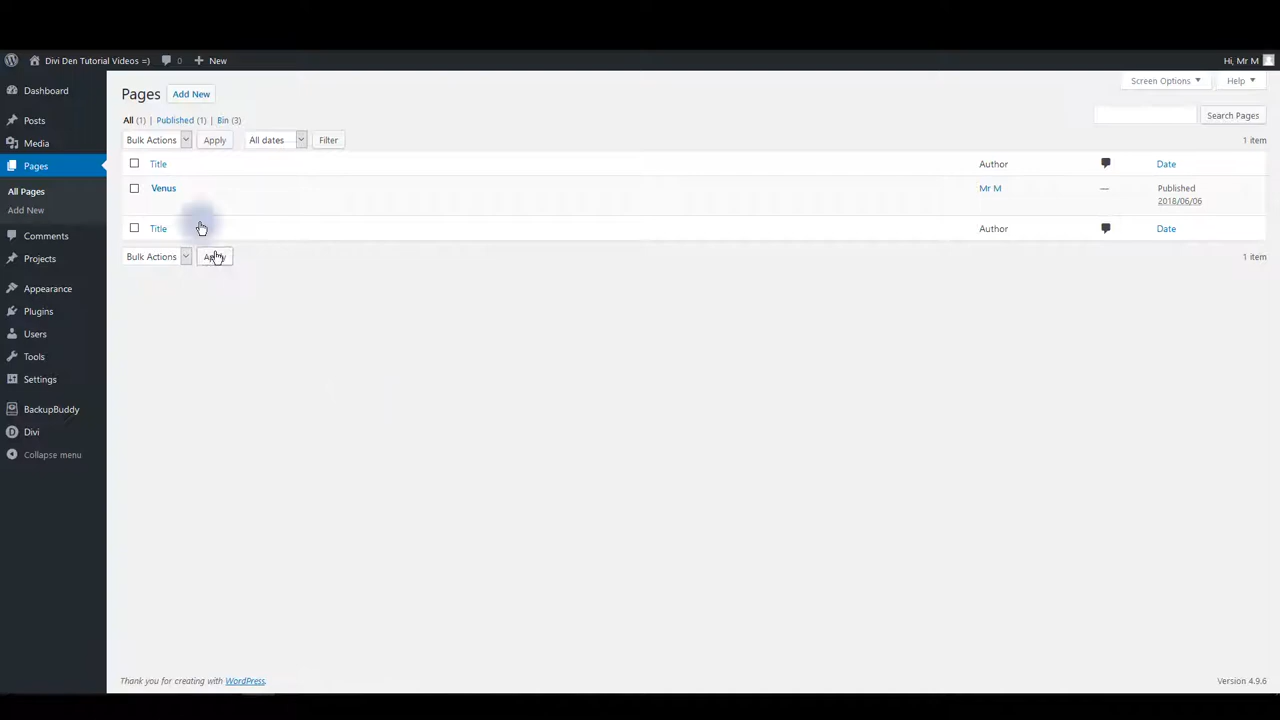 Divi Den Tutorial Videos =) 0 New Hi, Mr M
Dashboard
Posts
Media
Pages
All Pages
Add New
Comments
Projects
Appearance
Plugins
Users
Tools
Settings
BackupBuddy
Divi
Collapse menu
Screen Options Help
Pages Add New
All (1) | Published (1) | Bin (3)
Search Pages
Bulk Actions Apply All dates Filter 1 item
Title Author Date
Venus Mr M — Published
2018/06/06
Title Author Date
Bulk Actions Apply 1 item
Thank you for creating with WordPress. Version 4.9.6